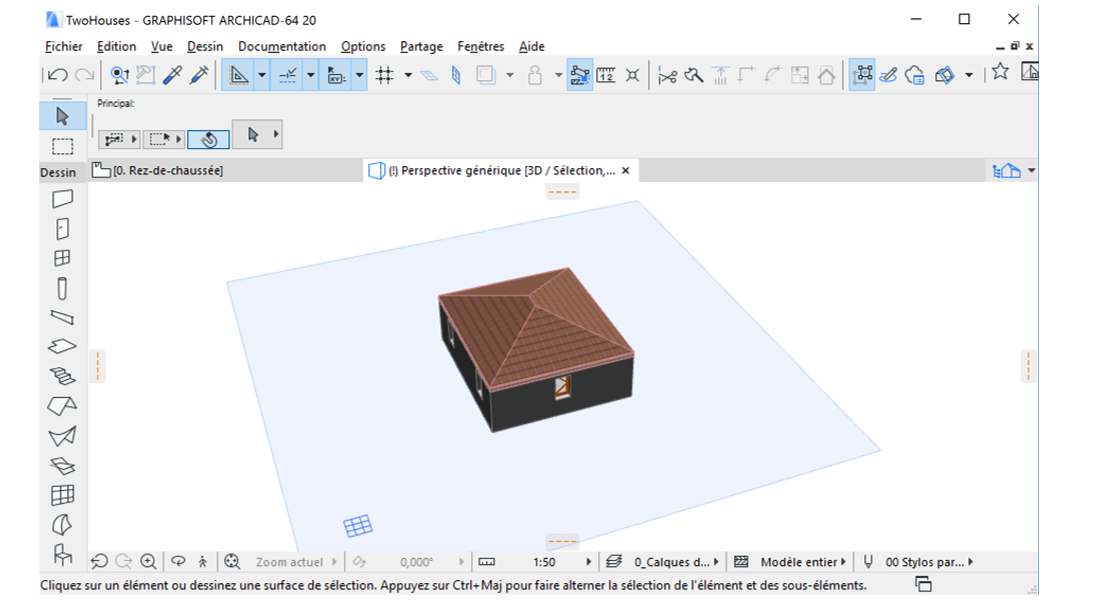 TwoHouses - GRAPHISOFT ARCHICAD-64 20
Fichier Edition Vue Dessin Documentation Options Partage Fenêtres Aide
Principal:
Dessin
[0. Rez-de-chaussée]
(!) Perspective générique [3D / Sélection,...
Zoom actuel
0,000°
1:50
0_Calques d...
Modèle entier
00 Stylos par...
Cliquez sur un élément ou dessinez une surface de sélection. Appuyez sur Ctrl+Maj pour faire alterner la sélection de l'élément et des sous-éléments.